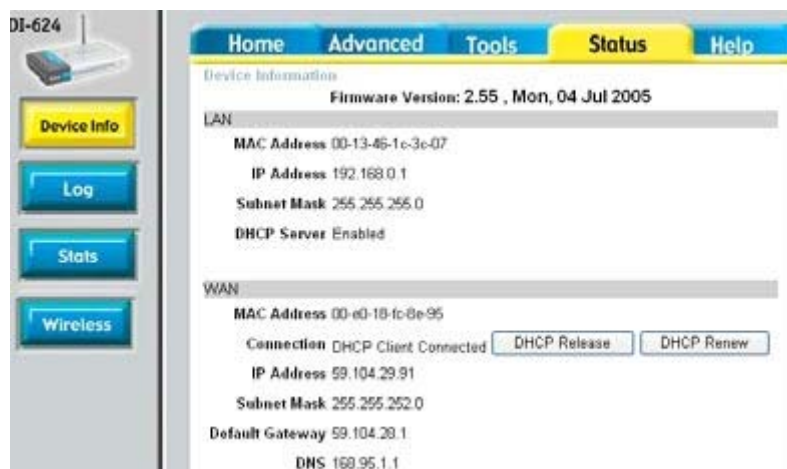 DI-624
Home Advanced Tools Status Help
Device Information
Firmware Version: 2.55 , Mon, 04 Jul 2005
Device Info
Log
Stats
Wireless
LAN
MAC Address 00-13-46-1c-3c-07
IP Address 192.168.0.1
Subnet Mask 255.255.255.0
DHCP Server Enabled
WAN
MAC Address 00-e0-18-fc-8e-95
Connection DHCP Client Connected DHCP Release DHCP Renew
IP Address 59.104.29.91
Subnet Mask 255.255.252.0
Default Gateway 59.104.28.1
DNS 168.95.1.1